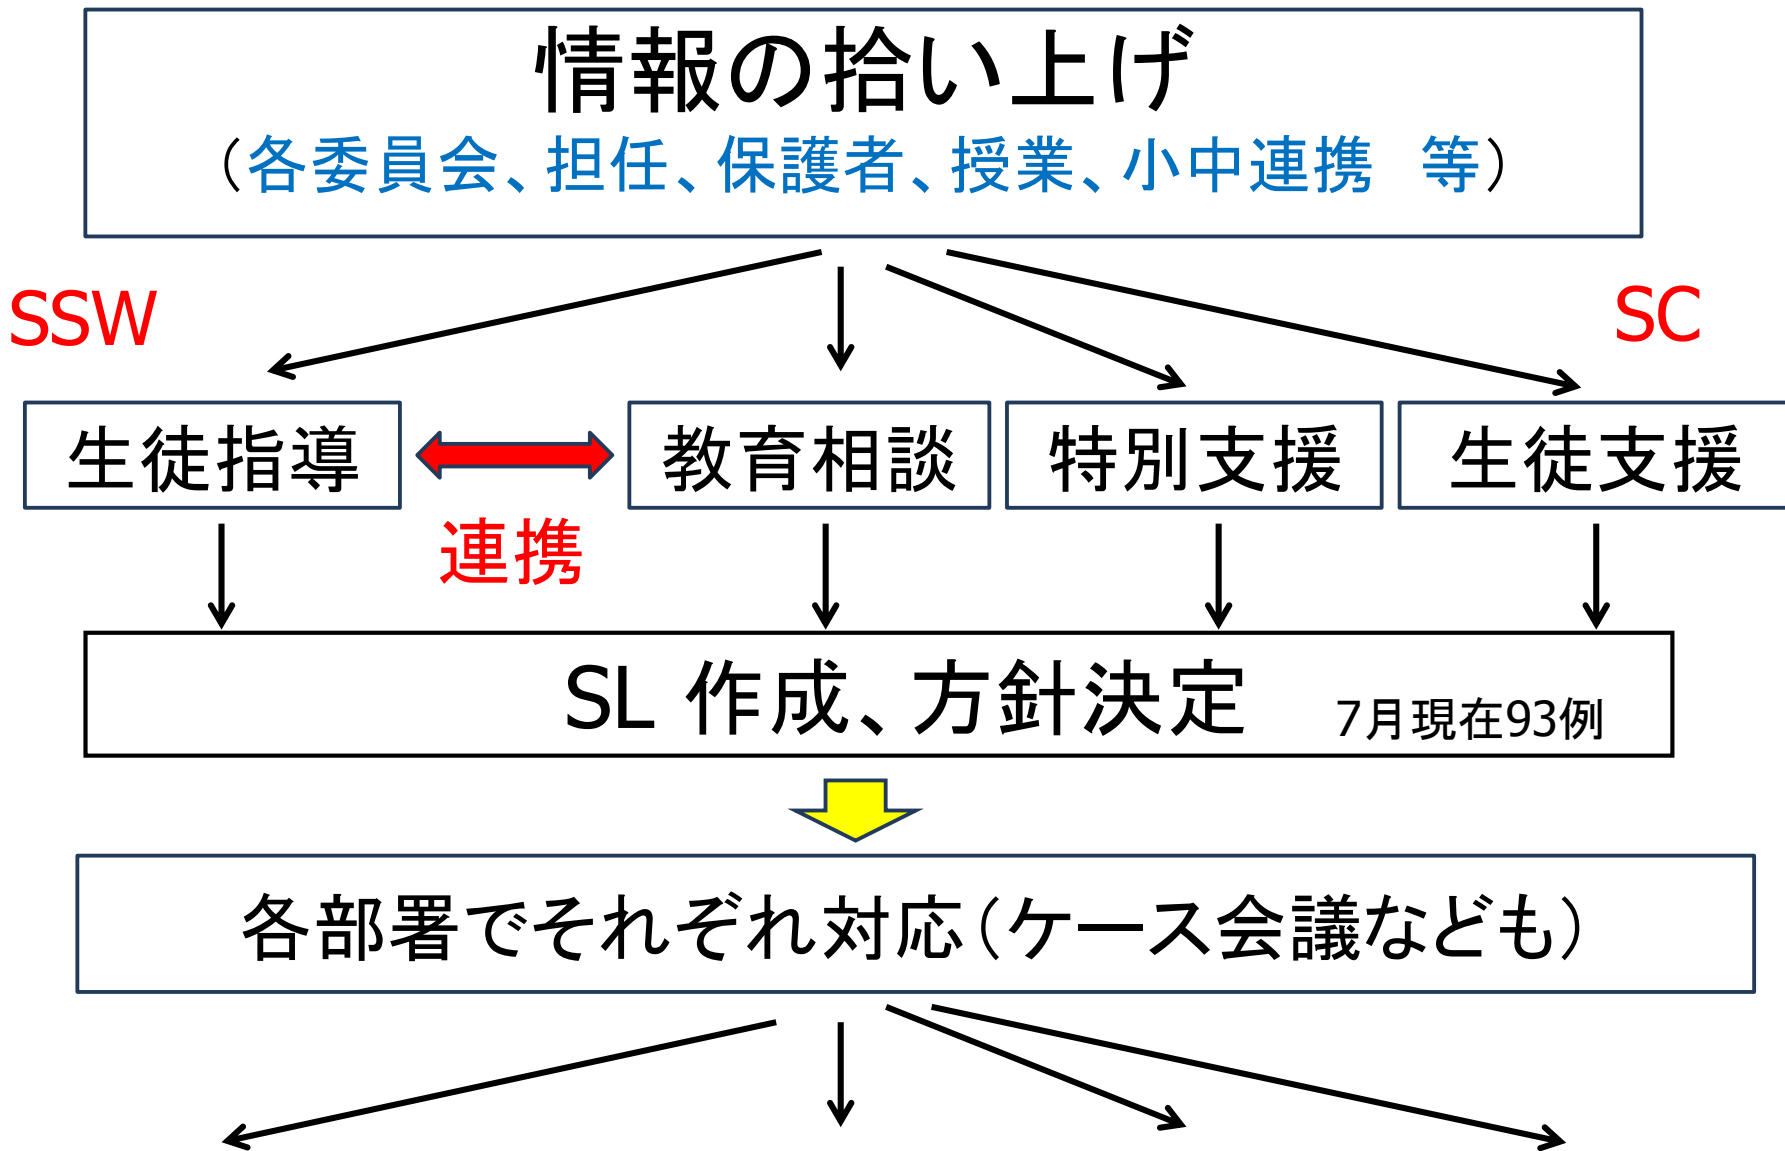 情報の拾い上げ
（各委員会、担任、保護者、授業、小中連携　等）
SSW
SC
生徒指導
教育相談
特別支援
生徒支援
連携
SL 作成、方針決定
7月現在93例
各部署でそれぞれ対応（ケース会議なども）